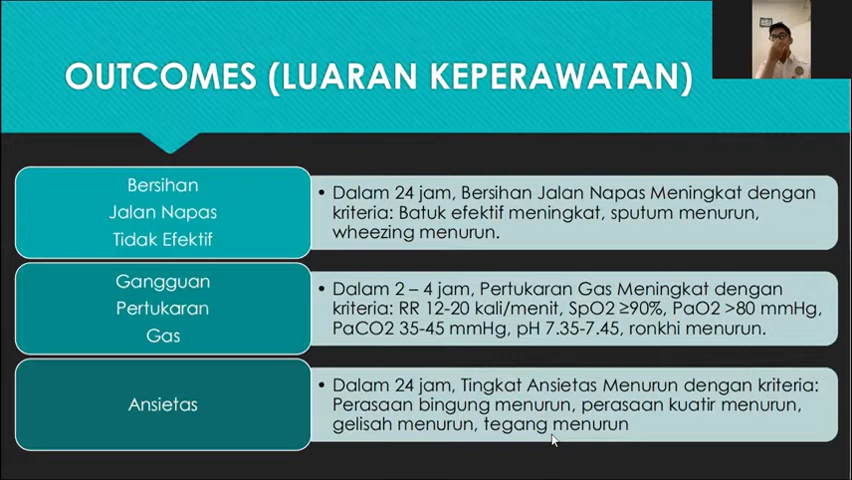 OUTCOMES (LUARAN KEPERAWATAN)
Bersihan
Jalan Napas
Tidak Efektif
• Dalam 24 jam, Bersihan Jalan Napas Meningkat dengan
kriteria: Batuk efektif meningkat, sputum menurun,
wheezing menurun.
Gangguan
Pertukaran
Gas
• Dalam 2 – 4 jam, Pertukaran Gas Meningkat dengan
kriteria: RR 12-20 kali/menit, SpO2 ≥90%, PaO2 >80 mmHg,
PaCO2 35-45 mmHg, pH 7.35-7.45, ronkhi menurun.
Ansietas
• Dalam 24 jam, Tingkat Ansietas Menurun dengan kriteria:
Perasaan bingung menurun, perasaan kuatir menurun,
gelisah menurun, tegang menurun